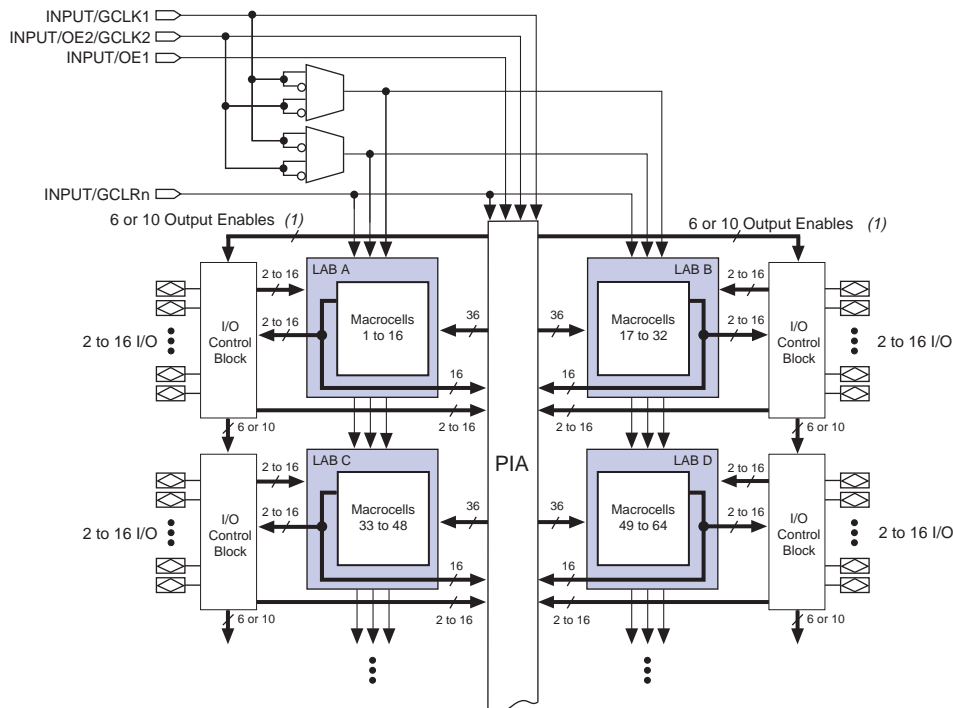 INPUT/GCLK1
INPUT/OE2/GCLK2
INPUT/OE1
INPUT/GCLRn
6 or 10 Output Enables (1)
6 or 10 Output Enables (1)
LAB A
2 to 16
2 to 16
I/O
Control
Block
Macrocells
1 to 16
36
16
2 to 16
2 to 16 I/O
6 or 10
36
LAB B
Macrocells
17 to 32
2 to 16
2 to 16
I/O
Control
Block
16
2 to 16
2 to 16 I/O
6 or 10
PIA
LAB C
2 to 16
2 to 16
I/O
Control
Block
Macrocells
33 to 48
36
16
2 to 16
2 to 16 I/O
6 or 10
36
LAB D
Macrocells
49 to 64
2 to 16
2 to 16
I/O
Control
Block
16
2 to 16
2 to 16 I/O
6 or 10